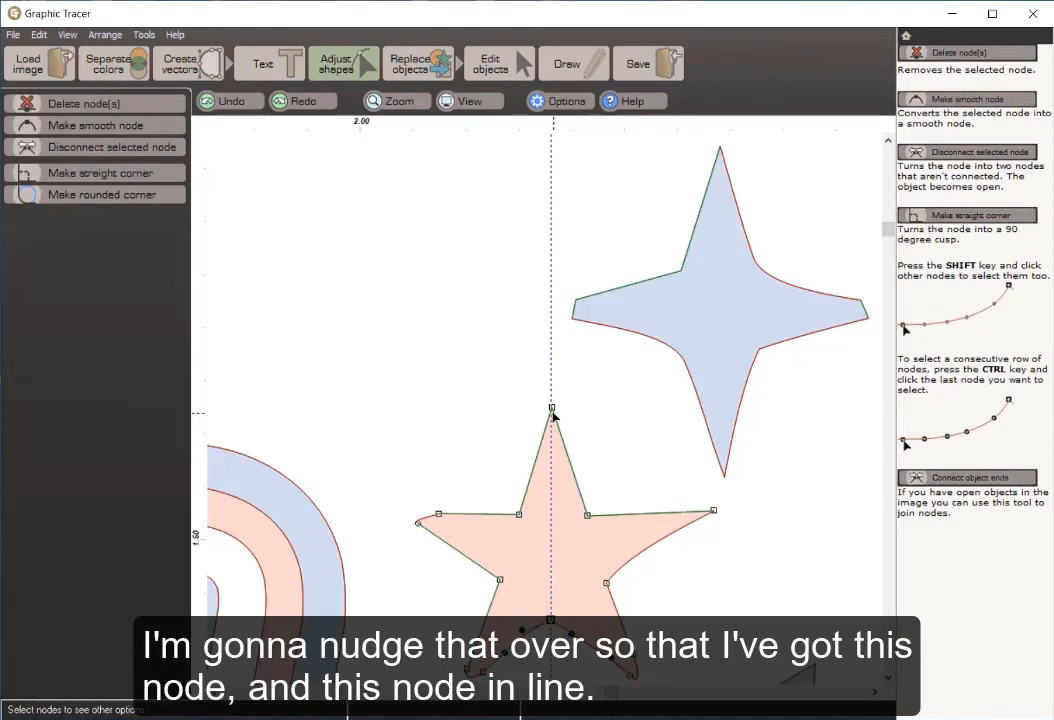 Graphic Tracer
File Edit View Arrange Tools Help
Load image
Separate colors
Create vectors
Text
Adjust shapes
Replace objects
Edit objects
Draw
Save
Undo
Redo
Zoom
View
Options
Help
Delete node(s)
Make smooth node
Disconnect selected node
Make straight corner
Make rounded corner
2.00
1.50
Delete node(s)
Removes the selected node.
Make smooth node
Converts the selected node into
a smooth node.
Disconnect selected node
Turns the node into two nodes
that aren't connected. The
object becomes open.
Make straight corner
Turns the node into a 90
degree cusp.
Press the SHIFT key and click
other nodes to select them too.
To select a consecutive row of
nodes, press the CTRL key and
click the last node you want to
select.
Connect object ends
If you have open objects in the
image you can use this tool to
join nodes.
I'm gonna nudge that over so that I've got this
node, and this node in line.
Select nodes to see other option